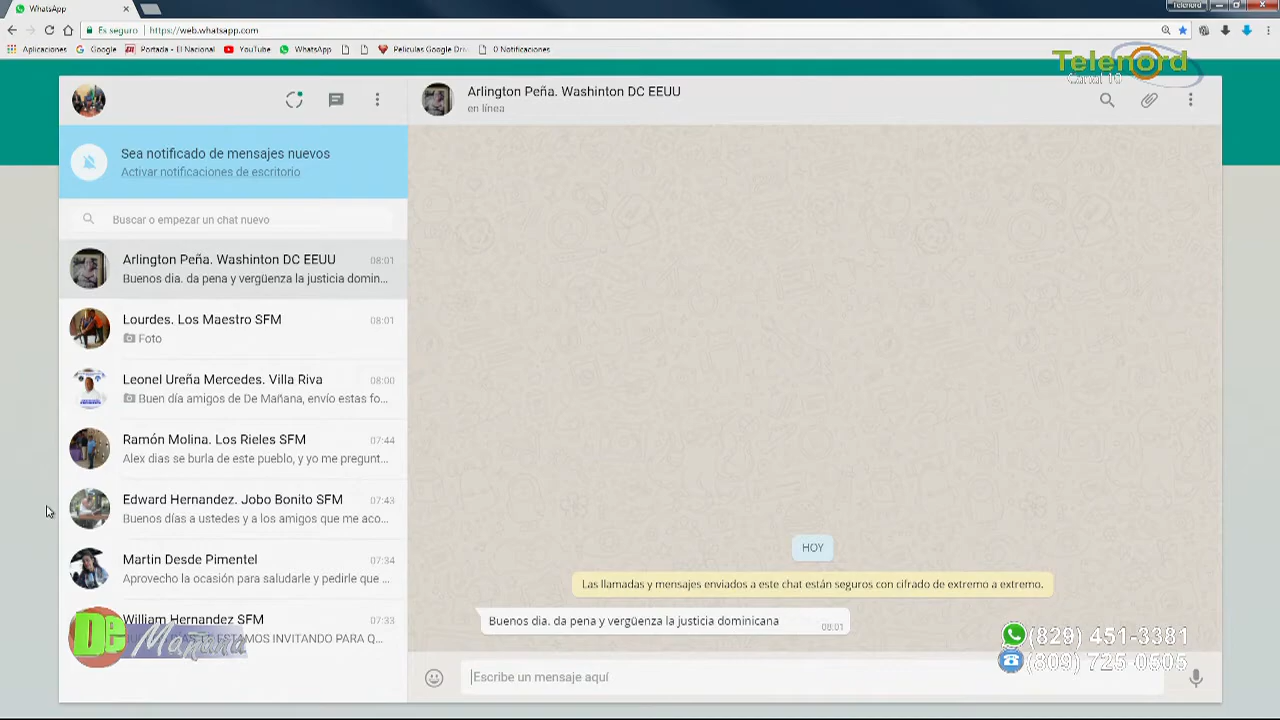 WhatsApp
Telenord
Es seguro
https://web.whatsapp.com
Aplicaciones
Google
Portada - El Nacional
YouTube
WhatsApp
Peliculas Google Dri
0 Notificaciones
Telenord
Canal 10
Arlington Peña. Washinton DC EEUU
en línea
Sea notificado de mensajes nuevos
Activar notificaciones de escritorio
Buscar o empezar un chat nuevo
Arlington Peña. Washinton DC EEUU 08:01
Buenos dia. da pena y vergüenza la justicia domin...
Lourdes. Los Maestro SFM 08:01
Foto
Leonel Ureña Mercedes. Villa Riva 08:00
Buen día amigos de De Mañana, envío estas fo...
Ramón Molina. Los Rieles SFM 07:44
Alex dias se burla de este pueblo, y yo me pregunt...
Edward Hernandez. Jobo Bonito SFM 07:43
Buenos días a ustedes y a los amigos que me aco...
Martin Desde Pimentel 07:34
Aprovecho la ocasión para saludarle y pedirle que ...
William Hernandez SFM 07:33
ESTAMOS INVITANDO PARA Q...
De Mañana
HOY
Las llamadas y mensajes enviados a este chat están seguros con cifrado de extremo a extremo.
Buenos dia. da pena y vergüenza la justicia dominicana
08:01
Escribe un mensaje aquí
(829) 451-3381
(809) 725 0505